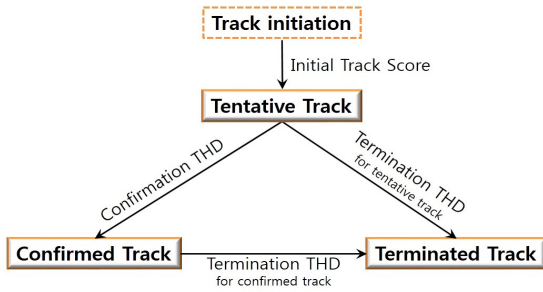 Track initiation
Initial Track Score
Tentative Track
Confirmation THD
Termination THD
for tentative track
Confirmed Track
Terminated Track
Termination THD
for confirmed track